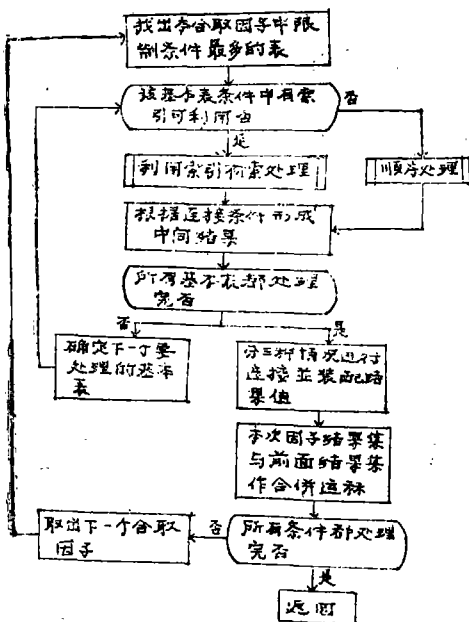 找出本合取因子中限
制条件最多的表
该基本表条件中有索
引可利用否
否
是
利用索引检索处理
顺序处理
根据连接条件形成
中间结果
所有基本表都处理
完否
否
是
确定下一个要
处理的基本
表
分三种情况进行
连接並装配结
果值
本次因子结果集
与前面结果集
作合併运标
取出下一个合取
因子
否
所有条件都处理
完否
是
返回